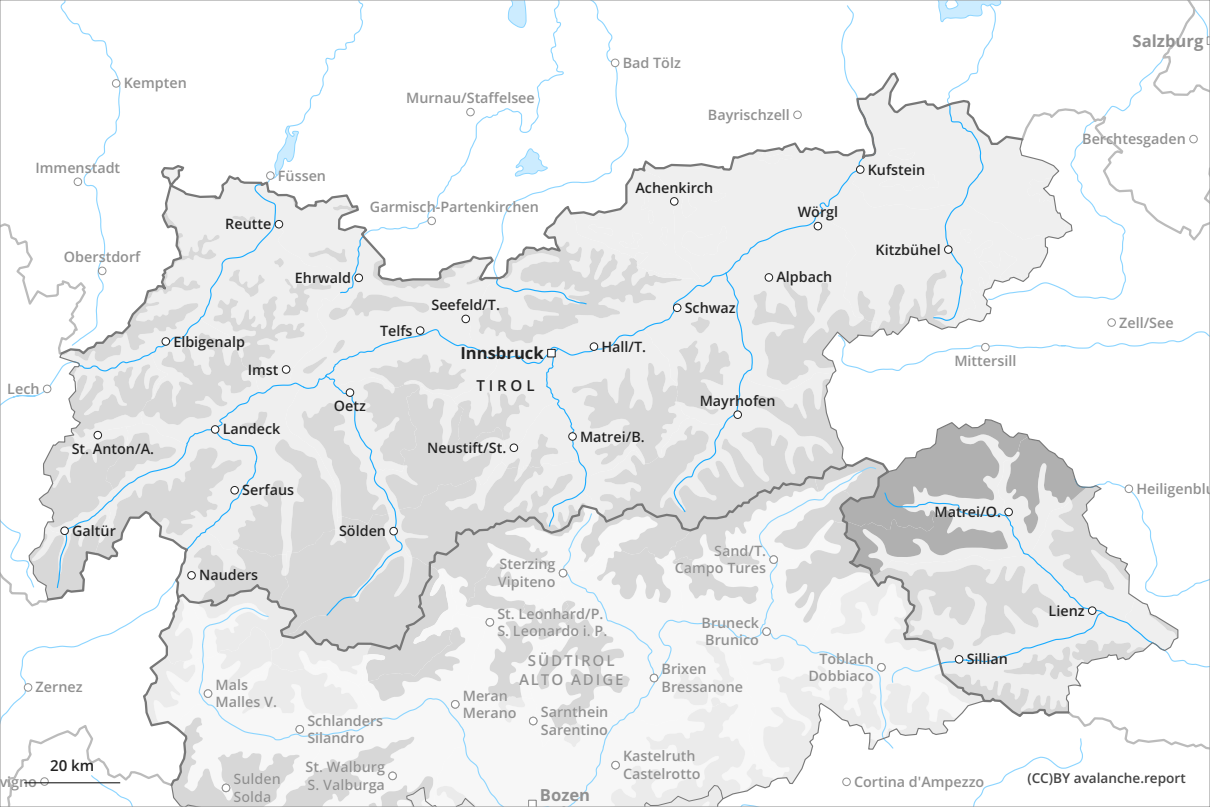 Salzburg
Bad Tölz
Kempten
Murnau/Staffelsee
Bayrischzell
Berchtesgaden
Immenstadt
Füssen
Kufstein
Achenkirch
Garmisch-Partenkirchen
Wörgl
Reutte
Kitzbühel
Oberstdorf
Ehrwald
Alpbach
Seefeld/T.
Schwaz
Zell/See
Telfs
Elbigenalp
Hall/T.
Innsbruck
Mittersill
Imst
TIROL
Lech
Oetz
Mayrhofen
Landeck
Matrei/B.
St. Anton/A.
Neustift/St.
Serfaus
Heiligenblu
Matrei/O.
Galtür
Sölden
Sand/T.
Campo Tures
Sterzing
Vipiteno
Nauders
Lienz
St. Leonhard/P.
S. Leonardo i. P.
Bruneck
Brunico
SÜDTIROL
ALTO ADIGE
Toblach
Dobbiaco
Sillian
Brixen
Bressanone
Zernez
Mals
Malles V.
Meran
Merano
Sarnthein
Sarentino
Schlanders
Silandro
Kastelruth
Castelrotto
20 km
St. Walburg
S. Valburga
vigno
Sulden
Solda
Cortina d'Ampezzo
(CC)BY avalanche.report
Bozen